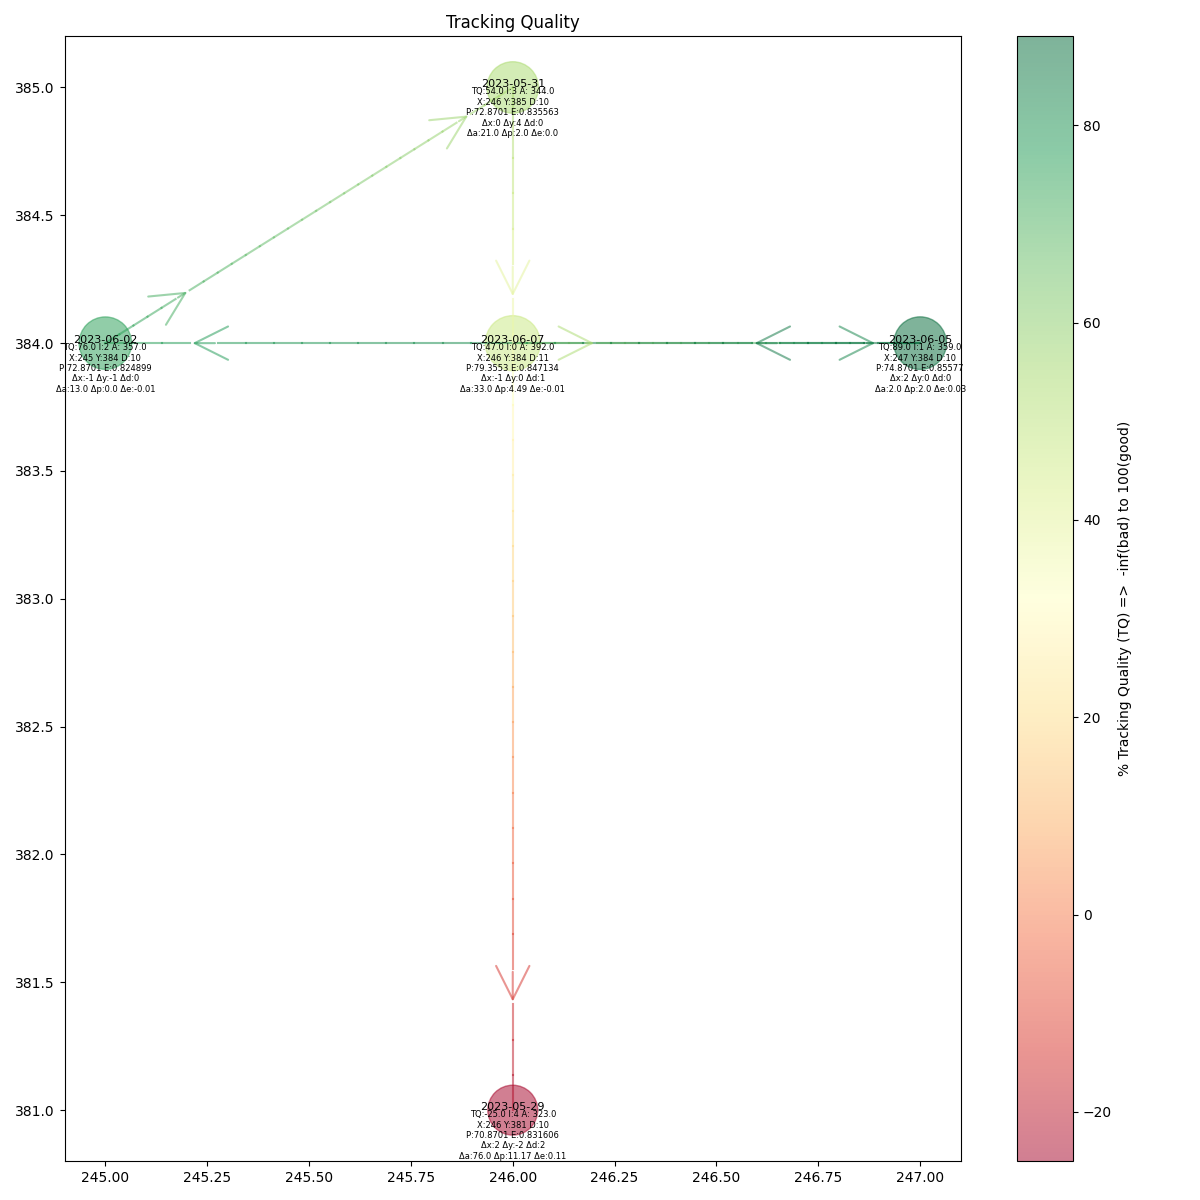 Tracking Quality
385.0
384.5
384.0
383.5
383.0
382.5
382.0
381.5
381.0
2023-05-31
TQ:54.0 I:3 A: 344.0
X:246 Y:385 D:10
P:72.8701 E:0.835563
Δx:0 Δy:4 Δd:0
Δa:21.0 Δp:2.0 Δe:0.0
2023-06-02
TQ:76.0 I:2 A: 357.0
X:245 Y:384 D:10
P:72.8701 E:0.824899
Δx:-1 Δy:-1 Δd:0
Δa:13.0 Δp:0.0 Δe:-0.01
2023-06-07
TQ:47.0 I:0 A: 392.0
X:246 Y:384 D:11
P:79.3553 E:0.847134
Δx:-1 Δy:0 Δd:1
Δa:33.0 Δp:4.49 Δe:-0.01
2023-06-05
TQ:89.0 I:1 A: 359.0
X:247 Y:384 D:10
P:74.8701 E:0.85577
Δx:2 Δy:0 Δd:0
Δa:2.0 Δp:2.0 Δe:0.03
2023-05-29
TQ:-25.0 I:4 A: 323.0
X:246 Y:381 D:10
P:70.8701 E:0.831606
Δx:2 Δy:-2 Δd:2
Δa:76.0 Δp:11.17 Δe:0.11
245.00 245.25 245.50 245.75 246.00 246.25 246.50 246.75 247.00
80
60
40
20
0
−20
% Tracking Quality (TQ) =>  -inf(bad) to 100(good)